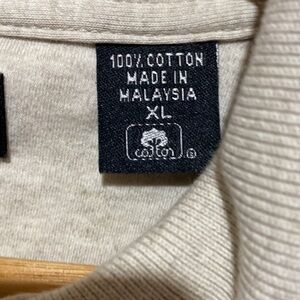 100% COTTON
MADE IN
MALAYSIA
XL
cotton
®